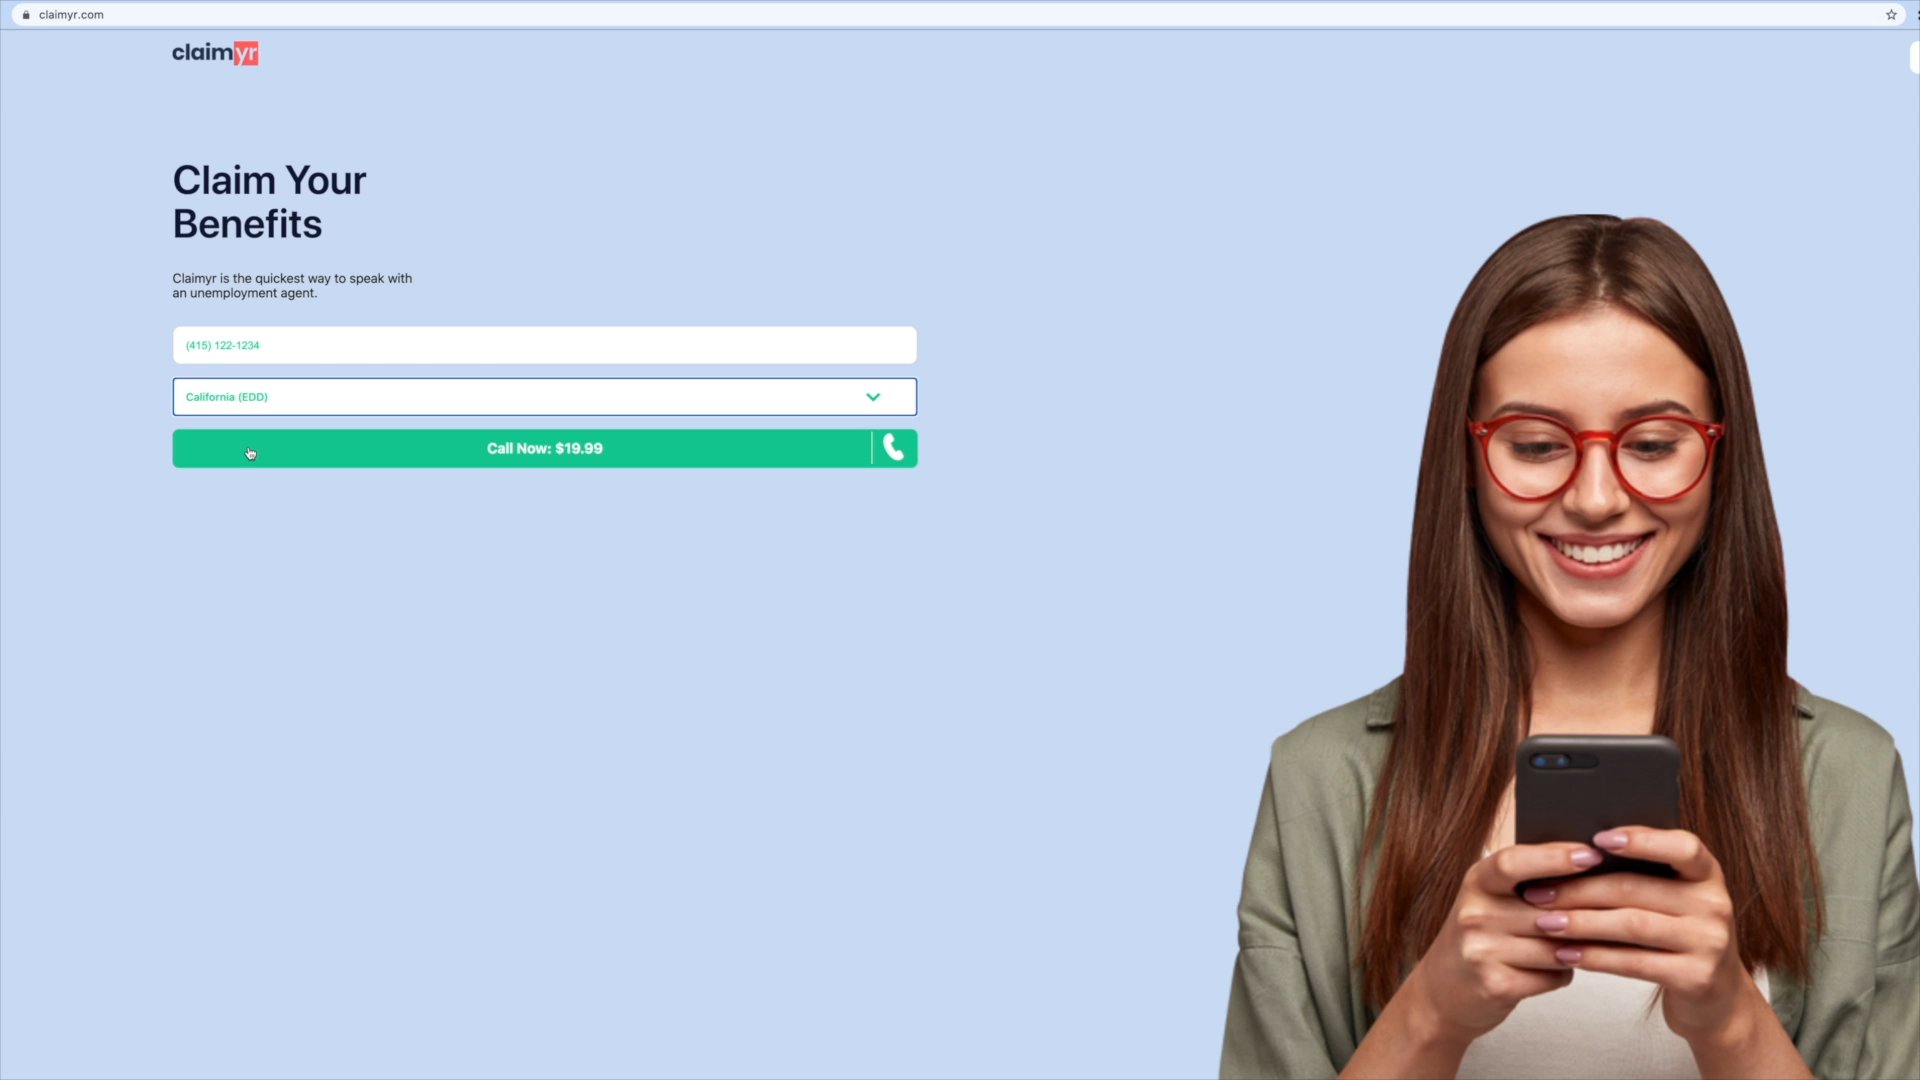 claimyr.com
claimyr
Claim Your
Benefits
Claimyr is the quickest way to speak with
an unemployment agent.
(415) 122-1234
California (EDD)
Call Now: $19.99